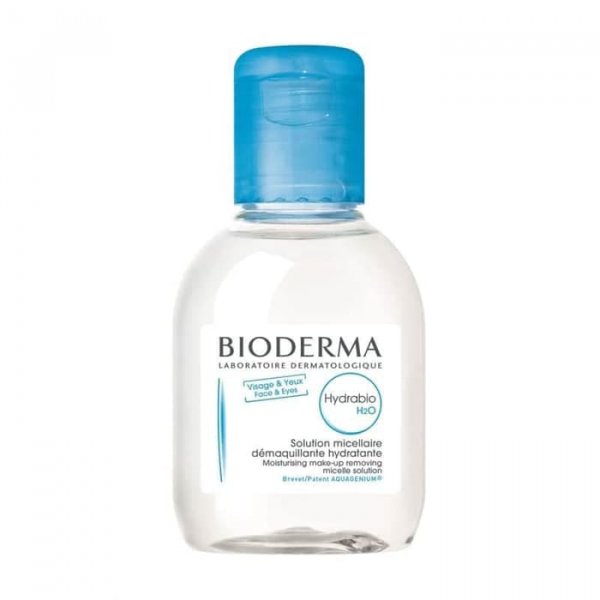 BIODERMA
LABORATOIRE DERMATOLOGIQUE
Visage & Yeux
Face & Eyes
Hydrabio
H2O
Solution micellaire
démaquillante hydratante
Moisturising make-up removing
micelle solution
Brevet/Patent AQUAGENIUM®